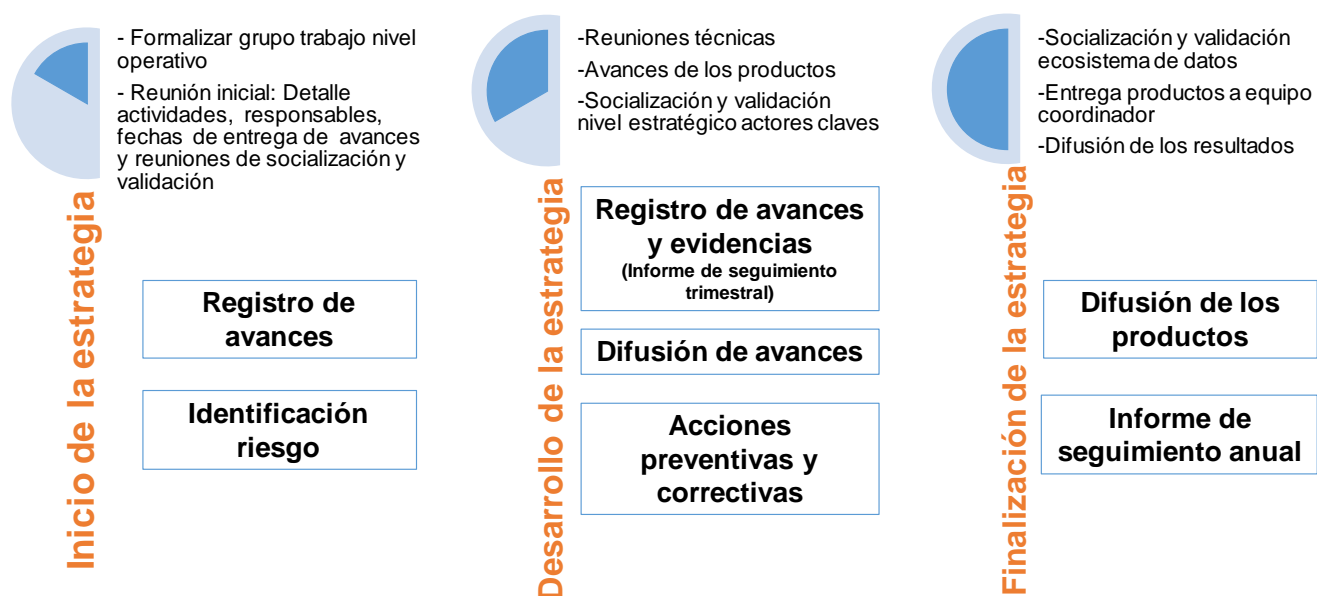 Inicio de la estrategia
- Formalizar grupo trabajo nivel
operativo
- Reunión inicial: Detalle
actividades, responsables,
fechas de entrega de avances
y reuniones de socialización y
validación
Registro de
avances
Identificación
riesgo
Desarrollo de la estrategia
-Reuniones técnicas
-Avances de los productos
-Socialización y validación
nivel estratégico actores claves
Registro de avances
y evidencias
(Informe de seguimiento
trimestral)
Difusión de avances
Acciones
preventivas y
correctivas
Finalización de la estrategia
-Socialización y validación
ecosistema de datos
-Entrega productos a equipo
coordinador
-Difusión de los resultados
Difusión de los
productos
Informe de
seguimiento anual